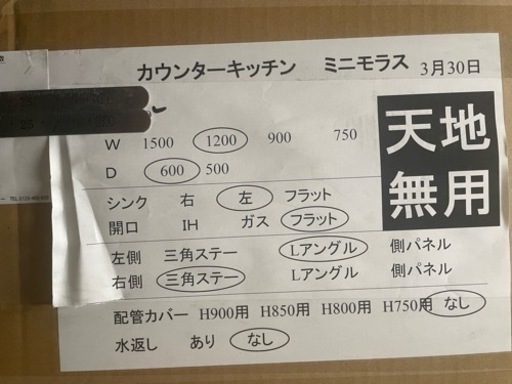 カウンターキッチン ミニモラス 3月30日
天地
無用
W 1500 1200 900 750
D 600 500
シンク 右 左 フラット
開口 IH ガス フラット
左側 三角ステー Lアングル 側パネル
右側 三角ステー Lアングル 側パネル
配管カバー H900用 H850用 H800用 H750用 なし
水返し あり なし